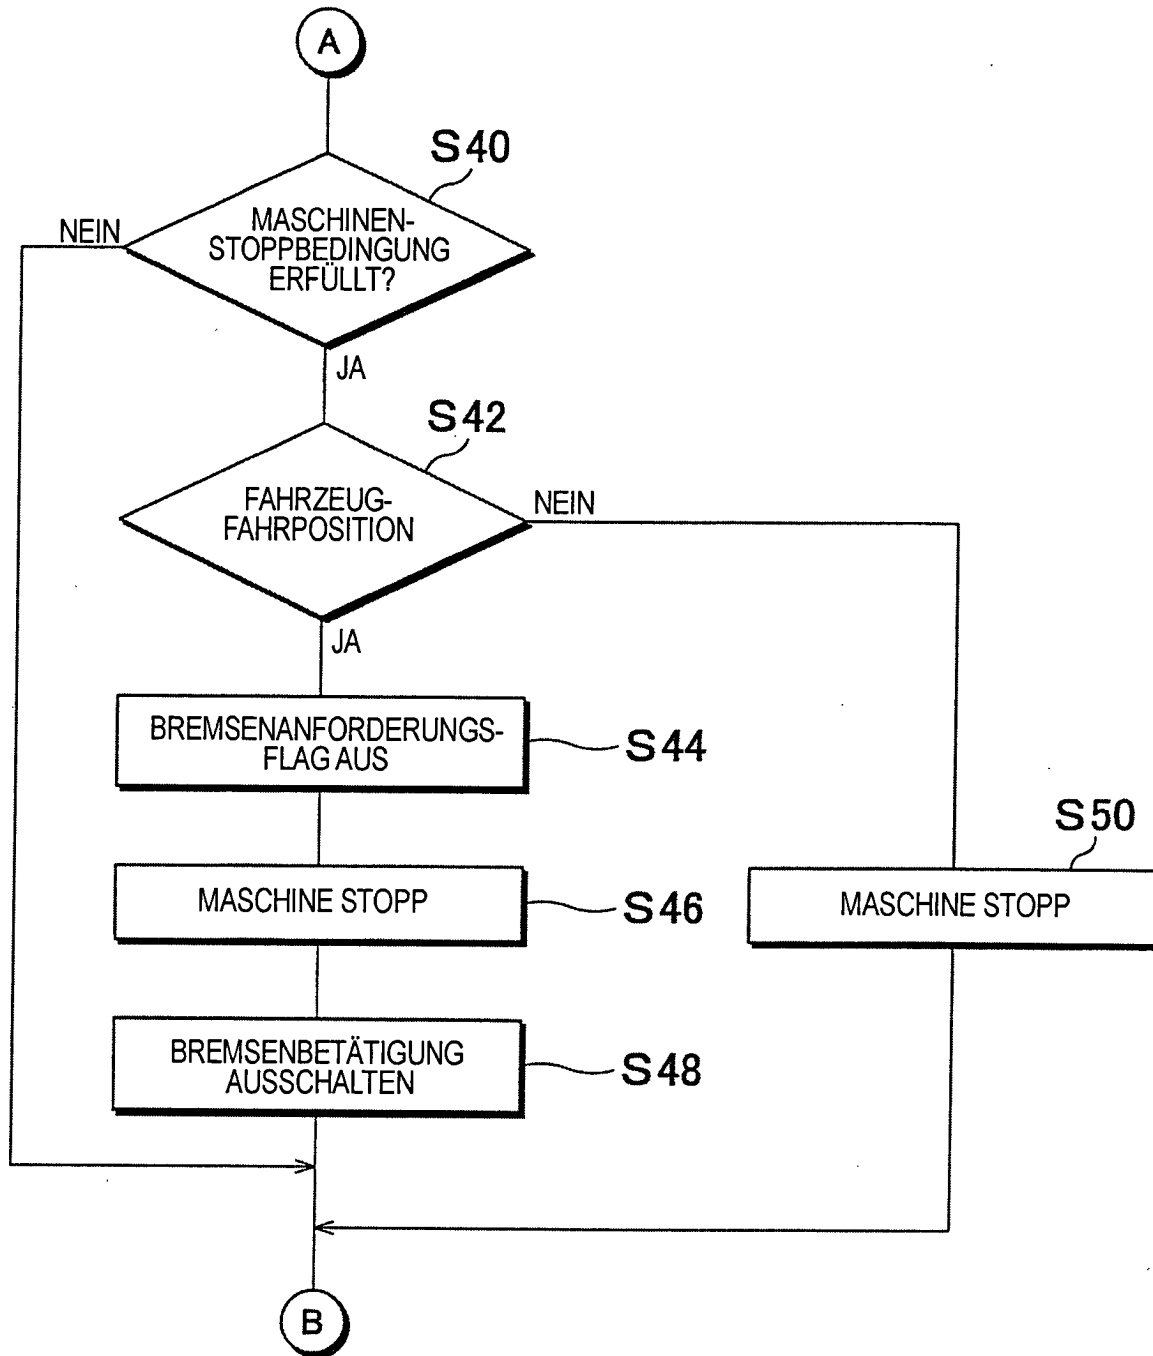 A
S40
NEIN
MASCHINEN-
STOPPBEDINGUNG
ERFÜLLT?
JA
S42
NEIN
FAHRZEUG-
FAHRPOSITION
JA
BREMSENANFORDERUNGS-
FLAG AUS
S44
S50
MASCHINE STOPP
S46
MASCHINE STOPP
BREMSENBETÄTIGUNG
AUSSCHALTEN
S48
B